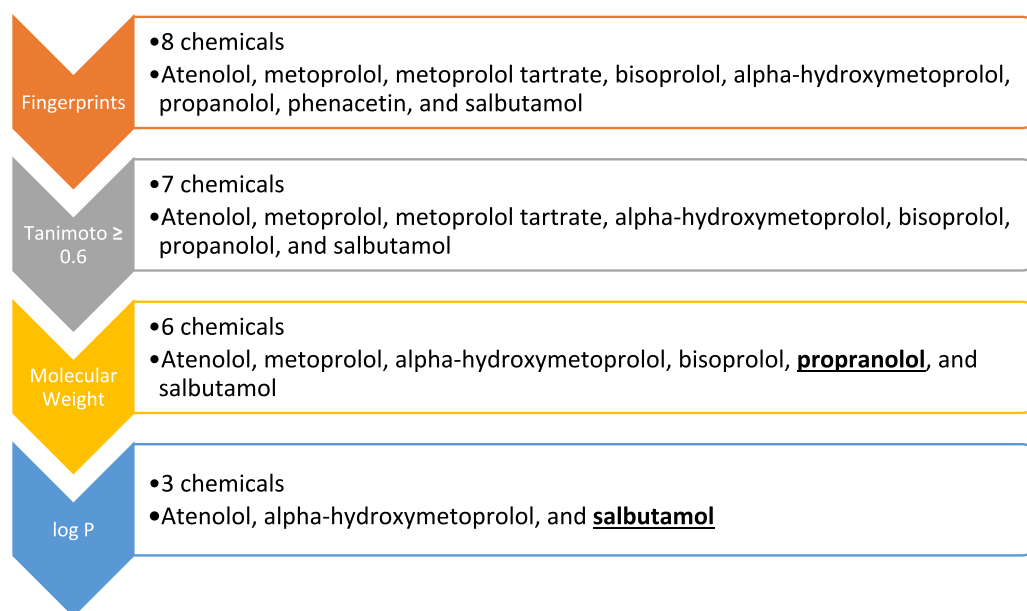 Fingerprints
•8 chemicals
•Atenolol, metoprolol, metoprolol tartrate, bisoprolol, alpha-hydroxymetoprolol,
propanolol, phenacetin, and salbutamol
Tanimoto ≥
0.6
•7 chemicals
•Atenolol, metoprolol, metoprolol tartrate, alpha-hydroxymetoprolol, bisoprolol,
propanolol, and salbutamol
Molecular
Weight
•6 chemicals
•Atenolol, metoprolol, alpha-hydroxymetoprolol, bisoprolol, propranolol, and
salbutamol
log P
•3 chemicals
•Atenolol, alpha-hydroxymetoprolol, and salbutamol